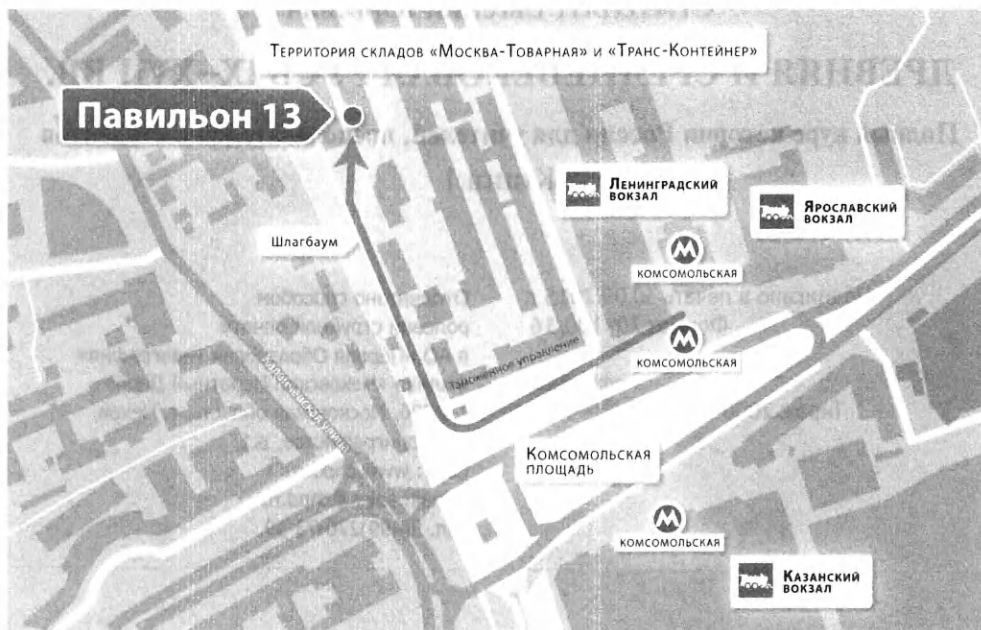 Территория складов «Москва-Товарная» и «Транс-Контейнер»
Павильон 13
Ленинградский
вокзал
Ярославский
вокзал
Шлагбаум
комсомольская
комсомольская
таможенное управление
Каланчевская улица
Комсомольская
площадь
комсомольская
Казанский
вокзал